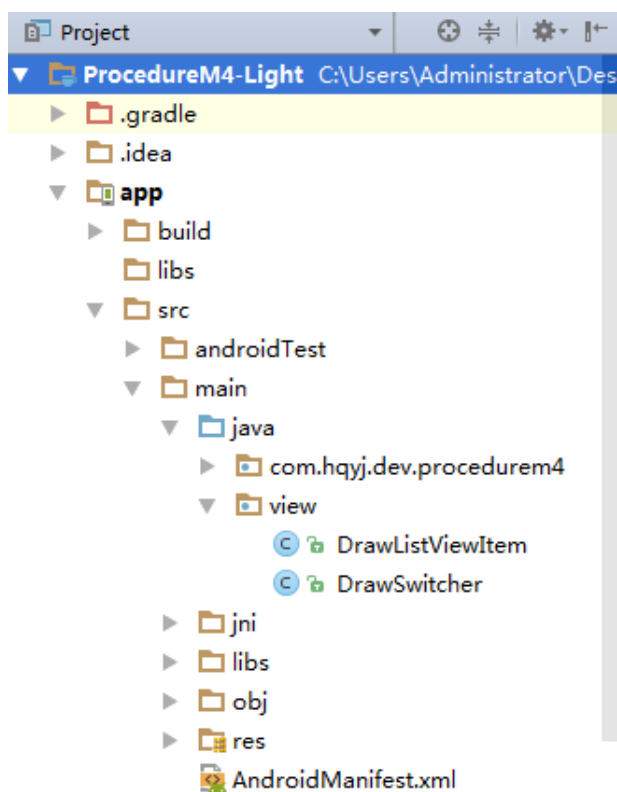 Project
ProcedureM4-Light C:\Users\Administrator\Des
.gradle
.idea
app
build
libs
src
androidTest
main
java
com.hqyj.dev.procedurem4
view
C DrawListViewItem
C DrawSwitcher
jni
libs
obj
res
AndroidManifest.xml